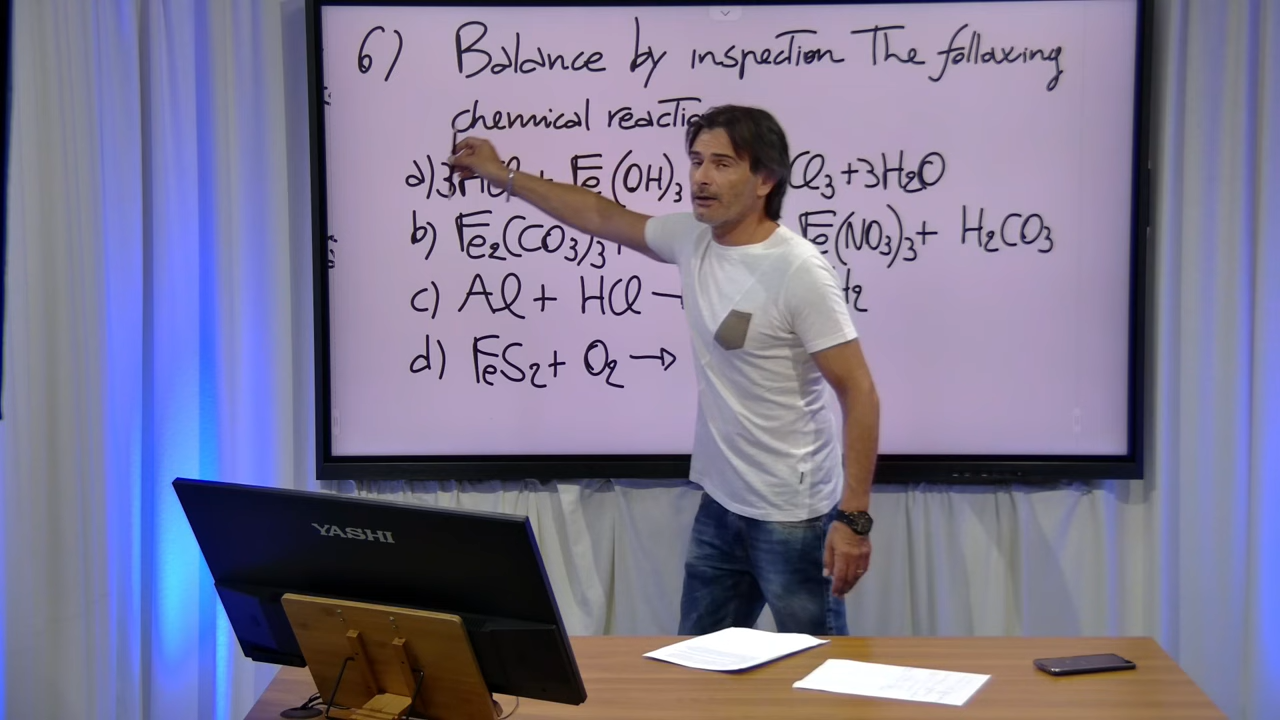 6) Balance by inspection The following
chemical
a) 3HCl + Fe(OH)3 Cl3 + 3H2O
b) Fe2(CO3)3 + Fe(NO3)3 + H2CO3
c) Al + HCl → H2
d) FeS2 + O2 →
YASHI